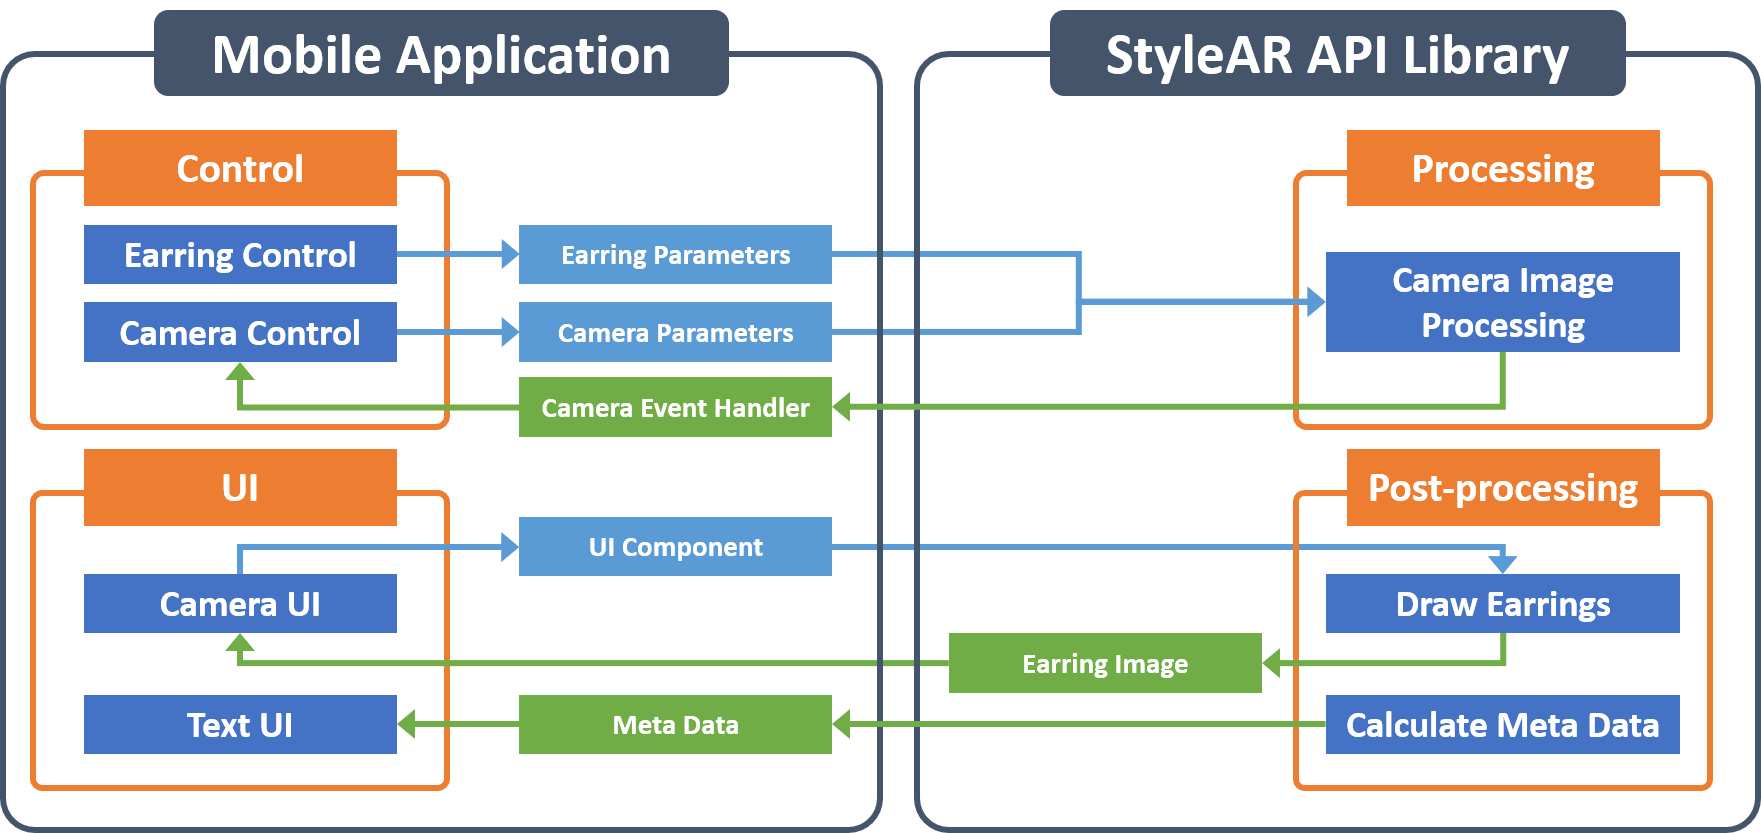 Mobile Application
StyleAR API Library
Control
Processing
Earring Control
Earring Parameters
Camera Image
Processing
Camera Control
Camera Parameters
Camera Event Handler
UI
Post-processing
UI Component
Camera UI
Draw Earrings
Earring Image
Text UI
Meta Data
Calculate Meta Data